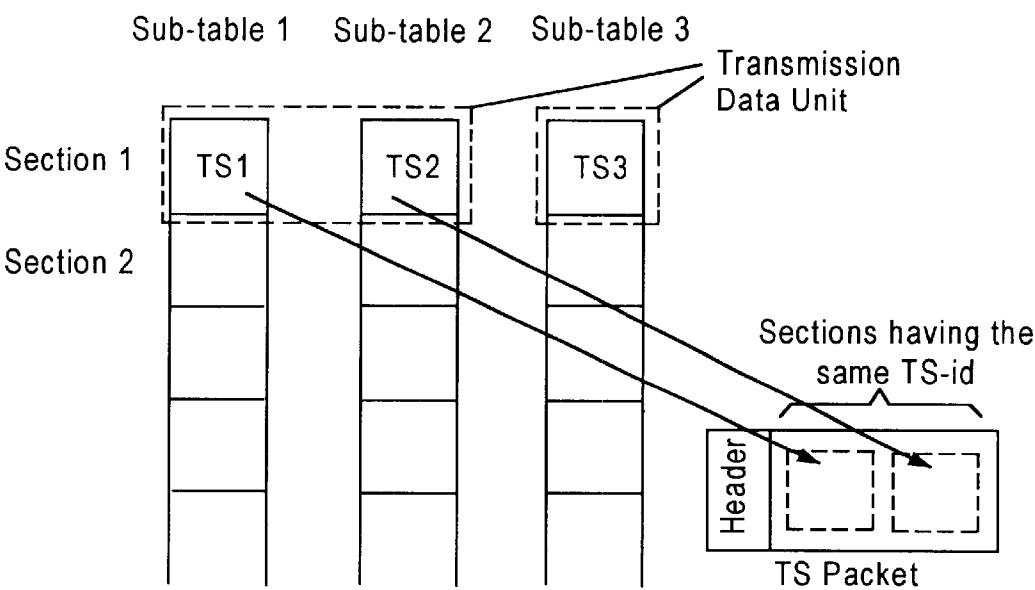 Sub-table 1 Sub-table 2 Sub-table 3
Transmission
Data Unit
Section 1 TS1 TS2 TS3
Section 2
Sections having the
same TS-id
Header
TS Packet